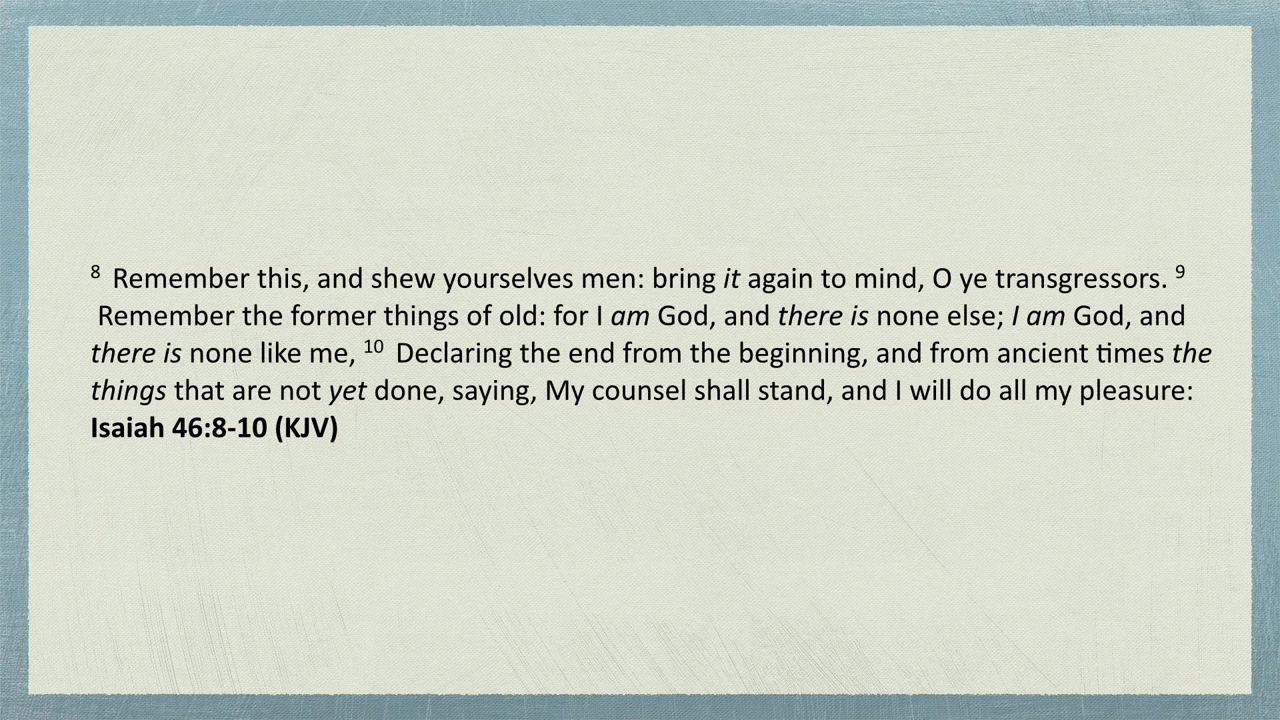 8 Remember this, and shew yourselves men: bring it again to mind, O ye transgressors. 9
Remember the former things of old: for I am God, and there is none else; I am God, and
there is none like me, 10 Declaring the end from the beginning, and from ancient times the
things that are not yet done, saying, My counsel shall stand, and I will do all my pleasure:
Isaiah 46:8-10 (KJV)